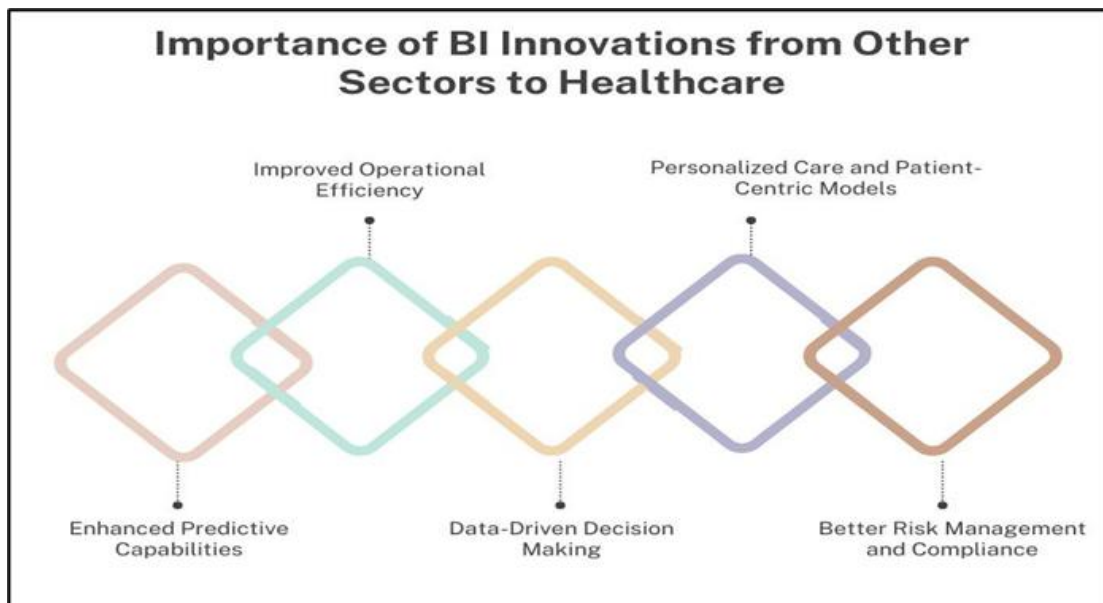 Importance of BI Innovations from Other
Sectors to Healthcare
Improved Operational
Efficiency
Personalized Care and Patient-
Centric Models
Enhanced Predictive
Capabilities
Data-Driven Decision
Making
Better Risk Management
and Compliance